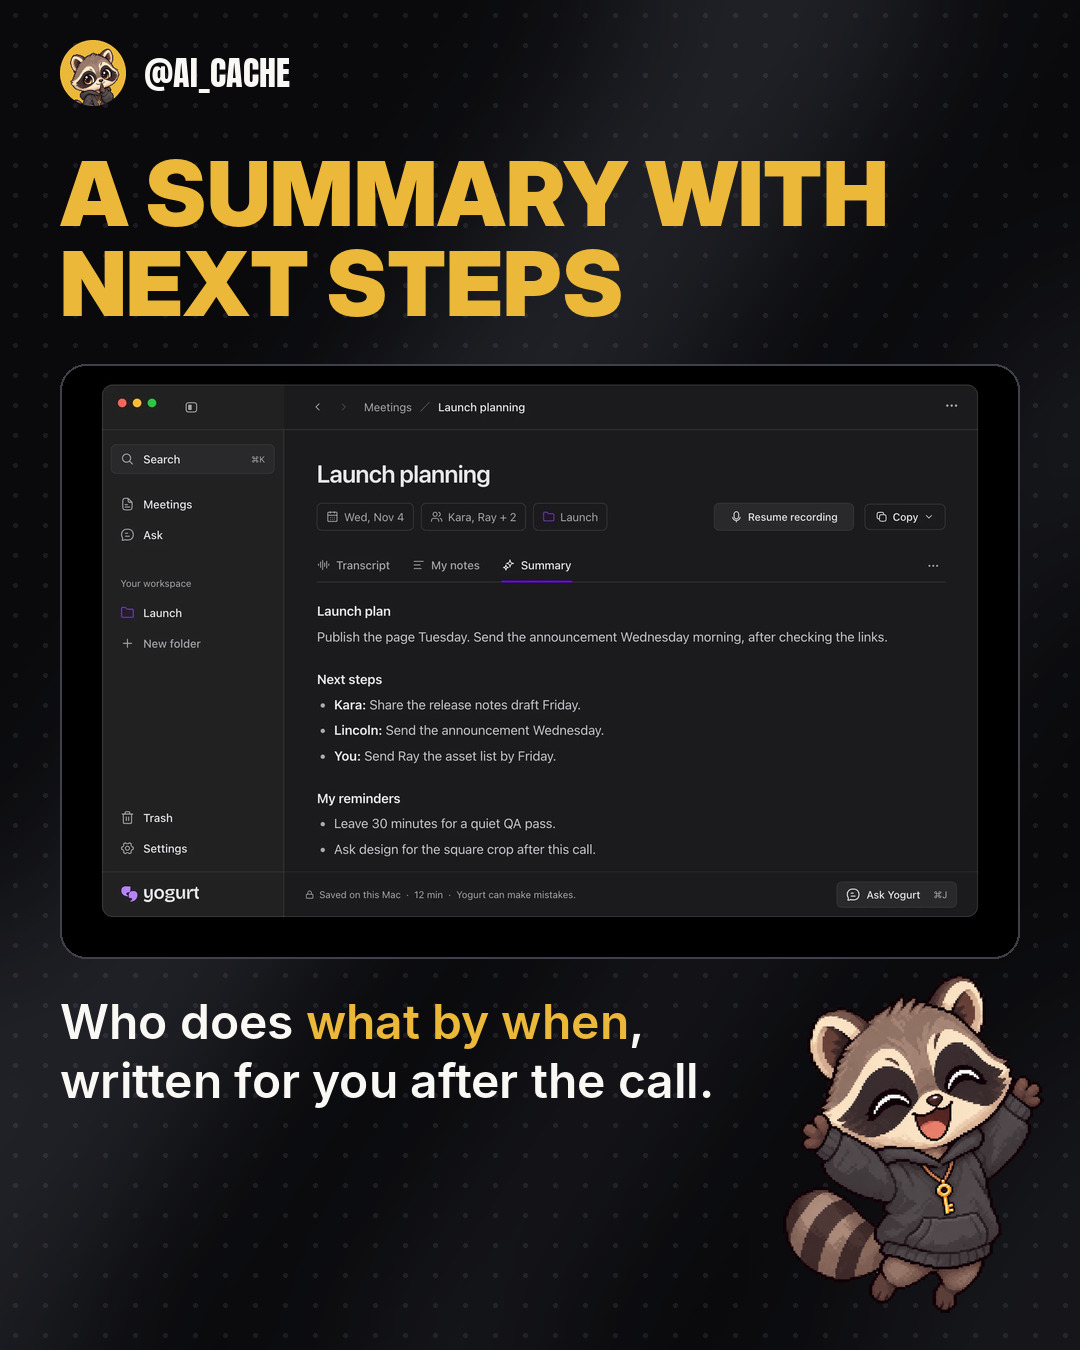 @AI_CACHE
A SUMMARY WITH
NEXT STEPS
Meetings / Launch planning
Search ⌘K
Meetings
Ask
Your workspace
Launch
New folder
Trash
Settings
yogurt
Launch planning
Wed, Nov 4
Kara, Ray + 2
Launch
Resume recording
Copy
Transcript
My notes
Summary
Launch plan
Publish the page Tuesday. Send the announcement Wednesday morning, after checking the links.
Next steps
• Kara: Share the release notes draft Friday.
• Lincoln: Send the announcement Wednesday.
• You: Send Ray the asset list by Friday.
My reminders
• Leave 30 minutes for a quiet QA pass.
• Ask design for the square crop after this call.
Saved on this Mac · 12 min · Yogurt can make mistakes.
Ask Yogurt ⌘J
Who does what by when,
written for you after the call.